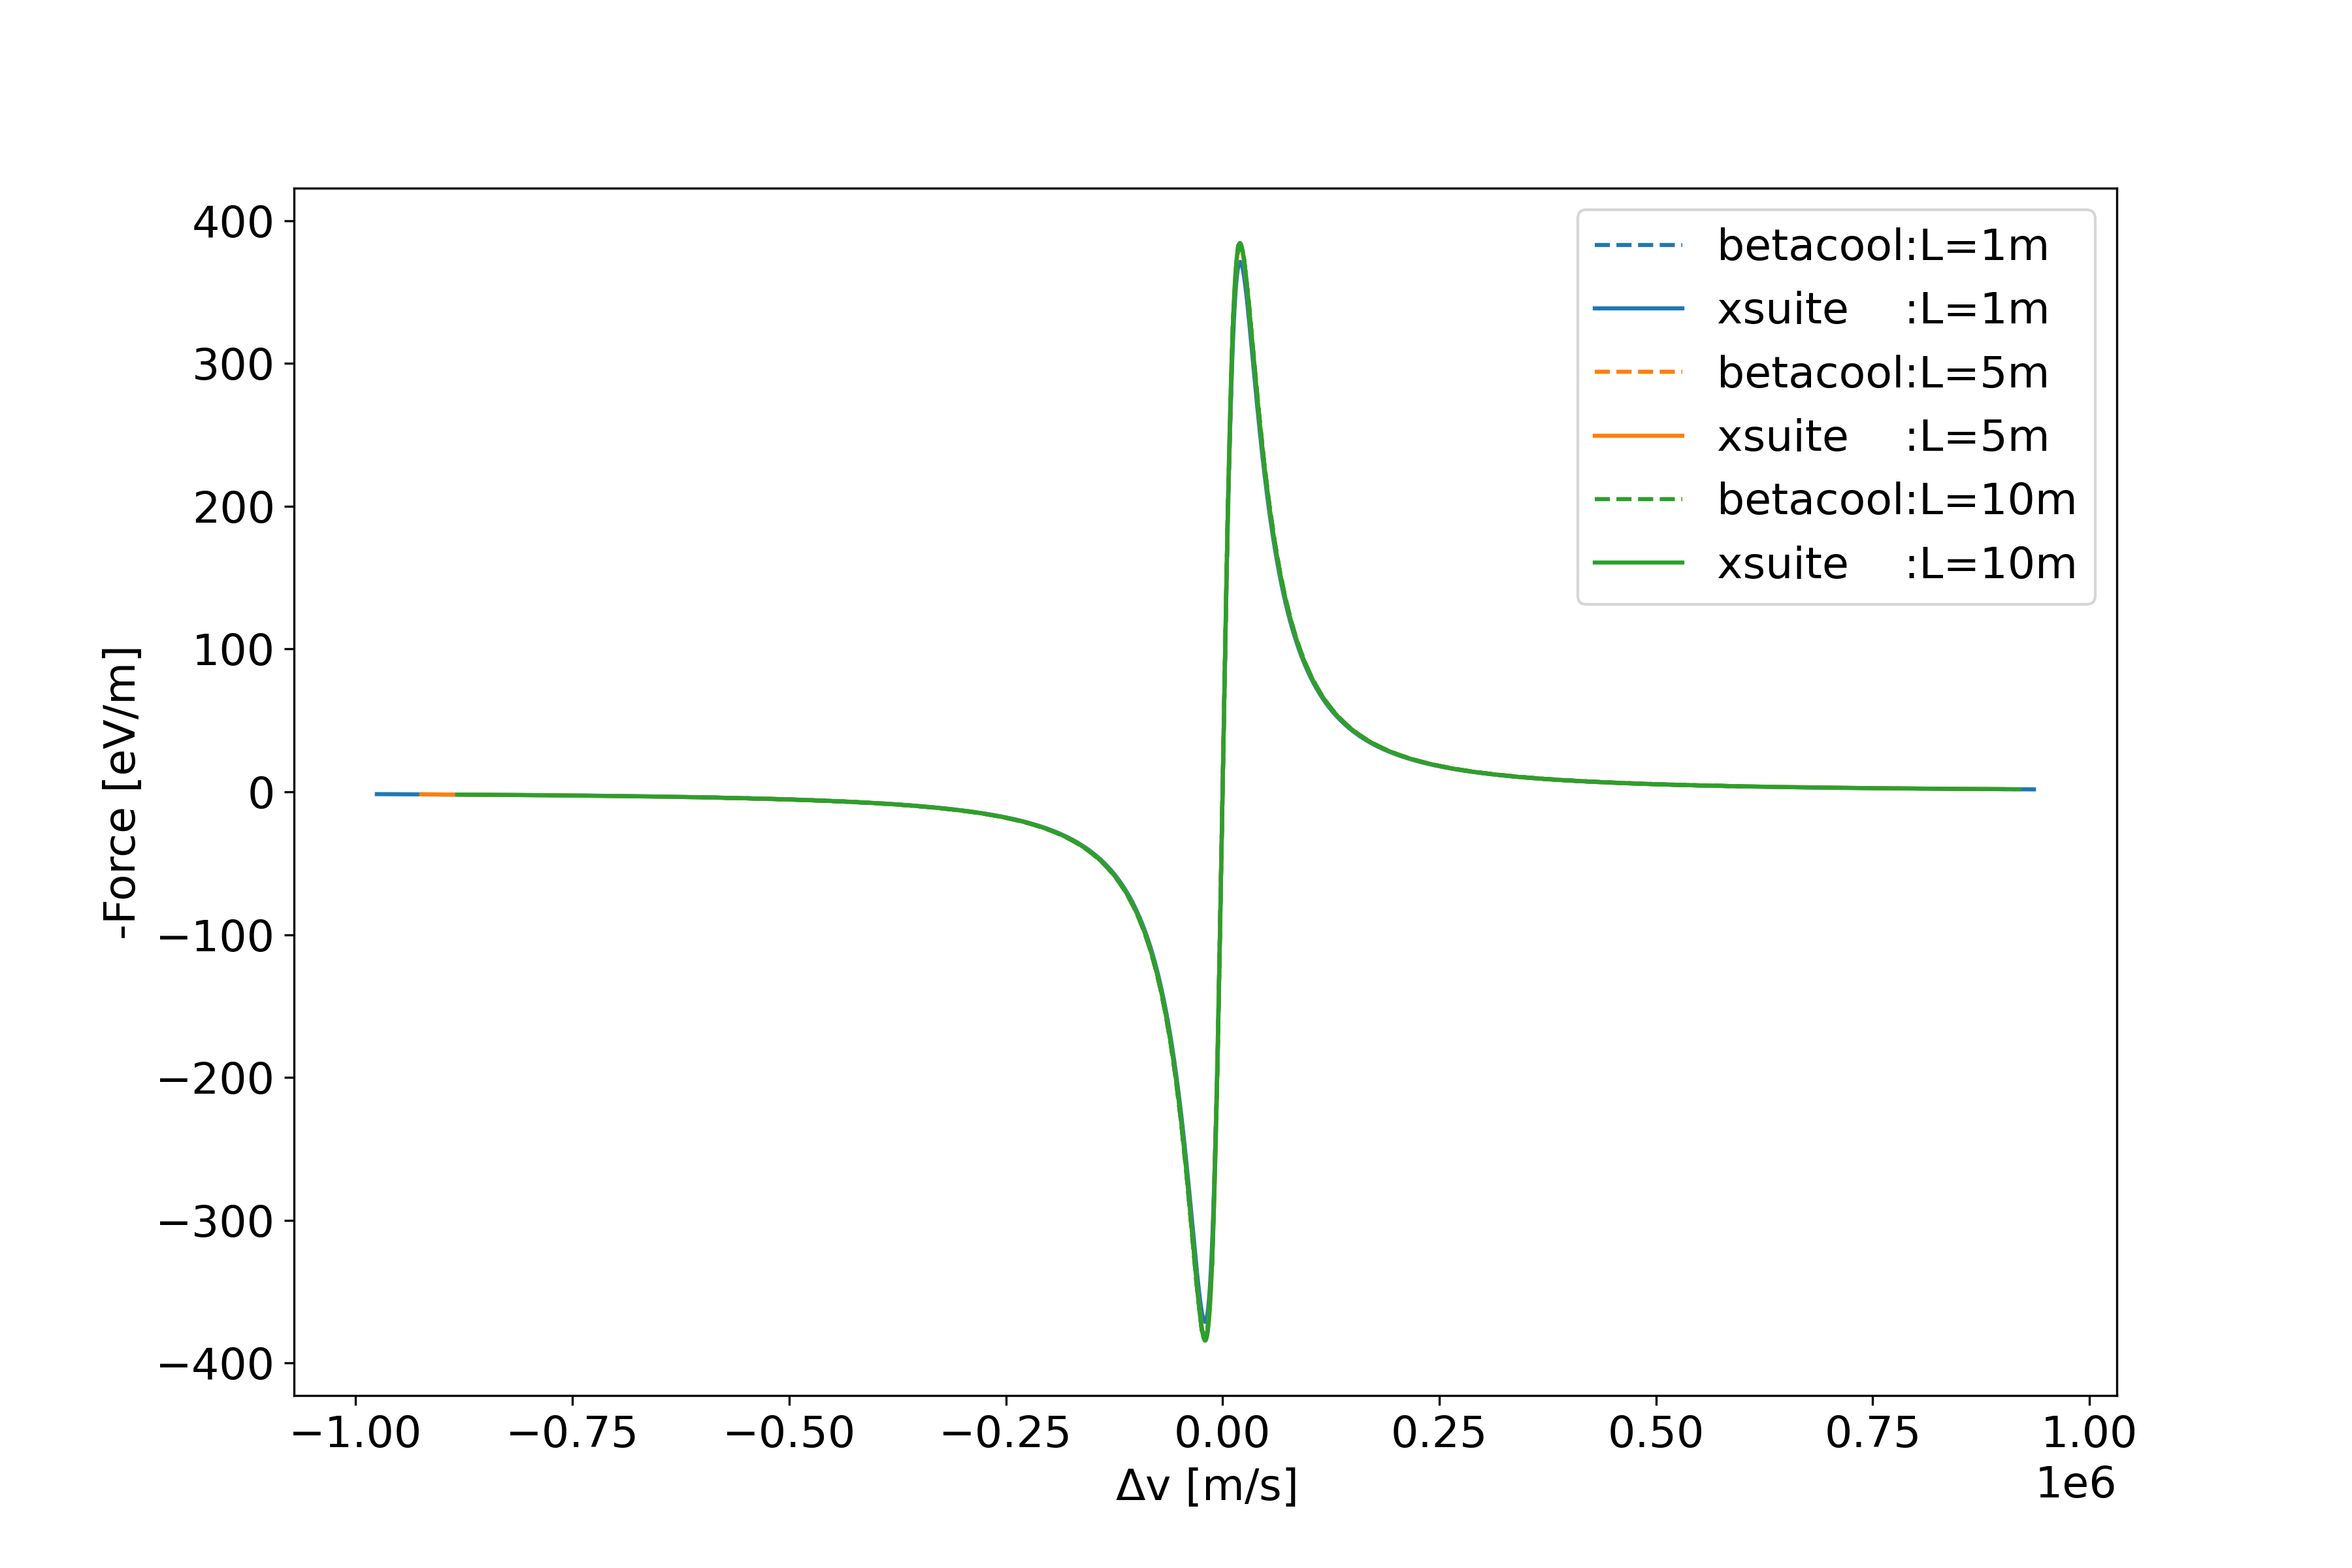 betacool:L=1m
xsuite    :L=1m
betacool:L=5m
xsuite    :L=5m
betacool:L=10m
xsuite    :L=10m
400
300
200
100
0
−100
−200
−300
−400
-Force [eV/m]
−1.00 −0.75 −0.50 −0.25 0.00 0.25 0.50 0.75 1.00
1e6
Δv [m/s]